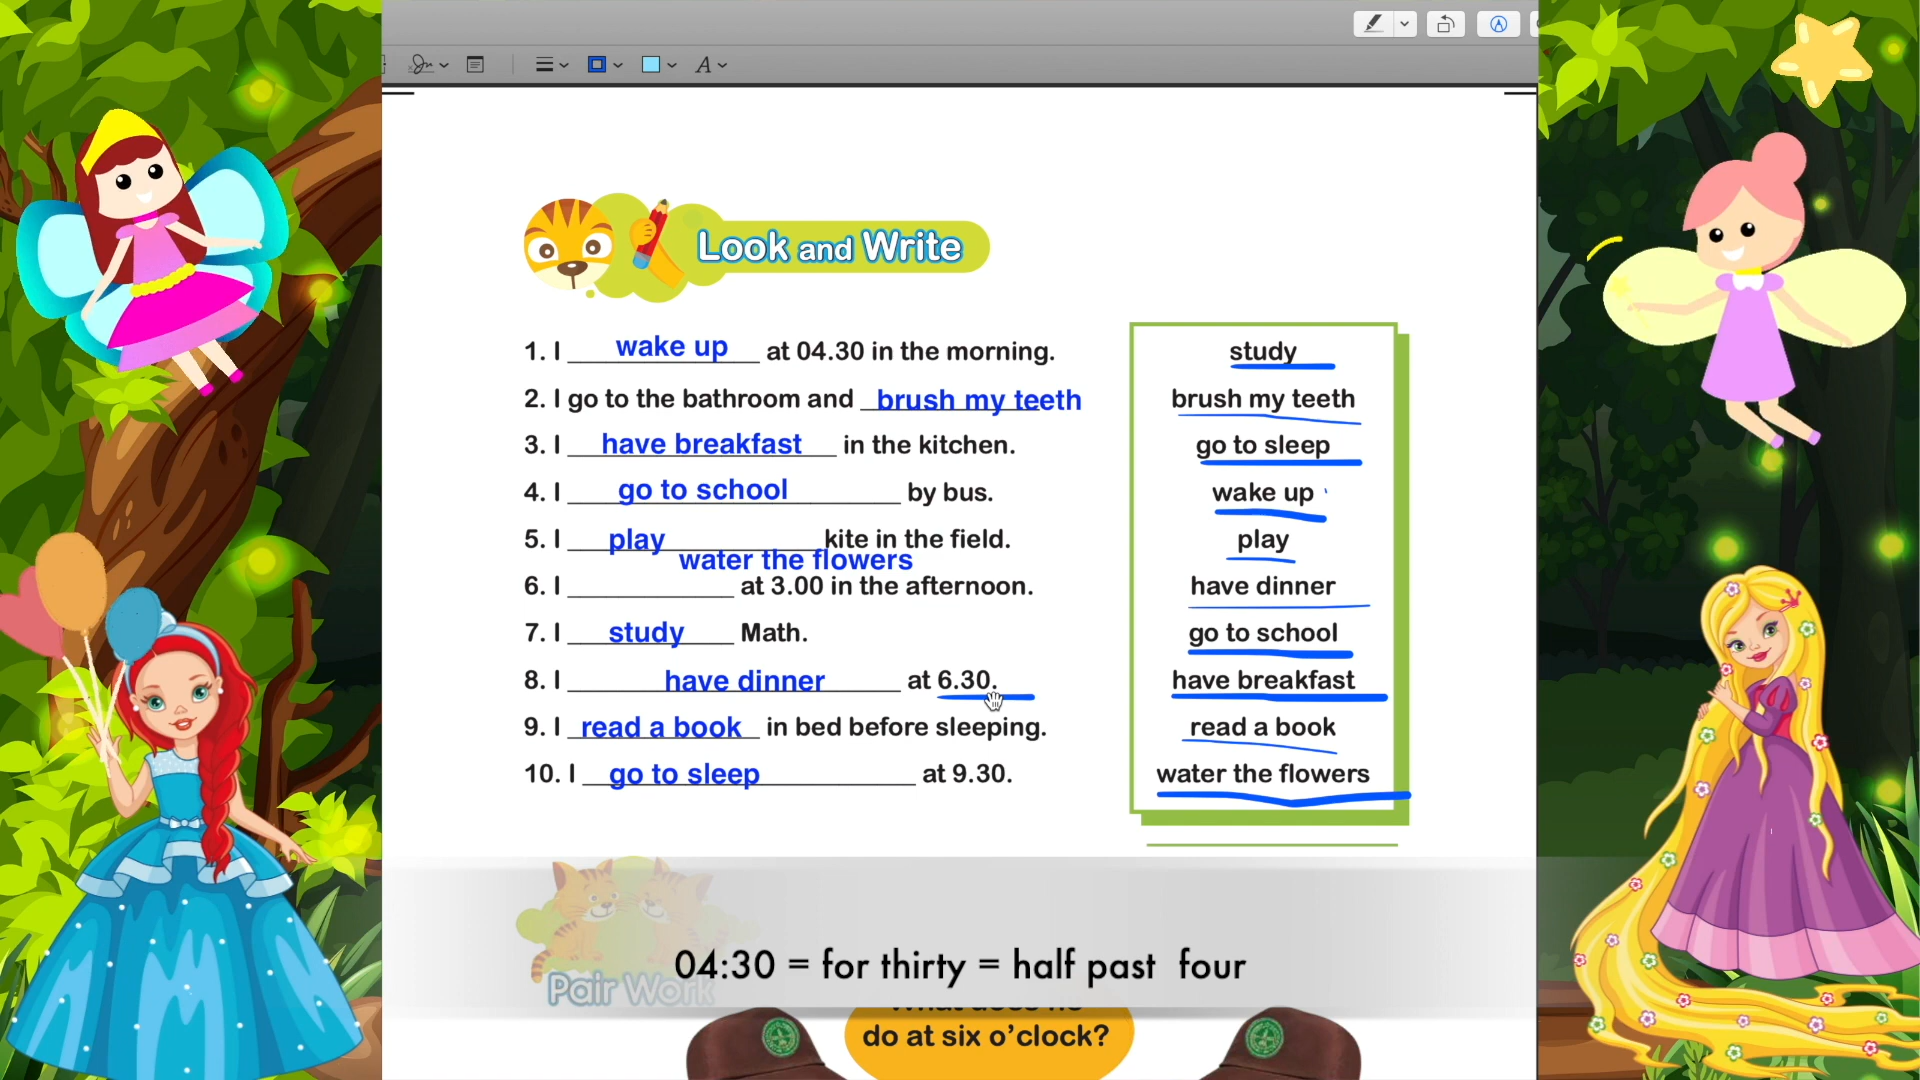 Look and Write
1. I wake up at 04.30 in the morning.
2. I go to the bathroom and brush my teeth
3. I have breakfast in the kitchen.
4. I go to school by bus.
5. I play kite in the field.
water the flowers
6. I ____________ at 3.00 in the afternoon.
7. I study Math.
8. I have dinner at 6.30.
9. I read a book in bed before sleeping.
10. I go to sleep at 9.30.
study
brush my teeth
go to sleep
wake up
play
have dinner
go to school
have breakfast
read a book
water the flowers
04:30 = for thirty = half past four
Pair Work
do at six o'clock?